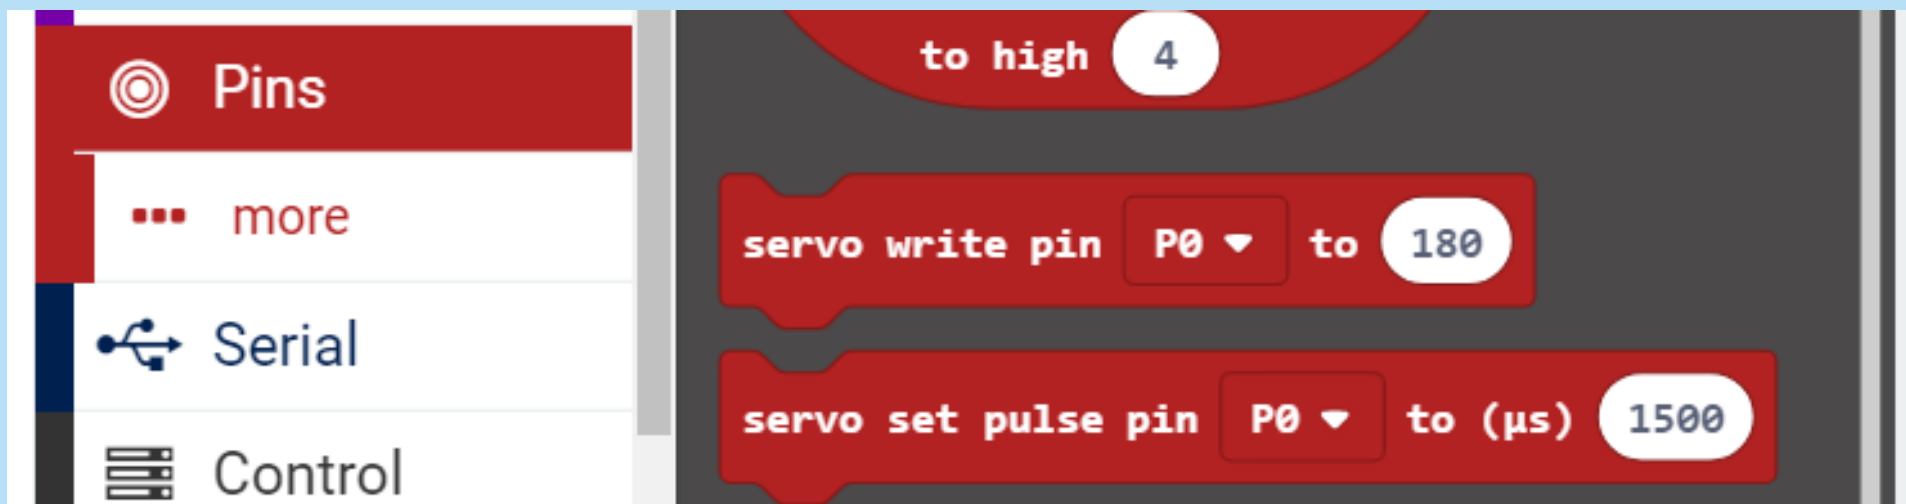 Pins
more
Serial
Control
to high 4
servo write pin P0 to 180
servo set pulse pin P0 to (µs) 1500